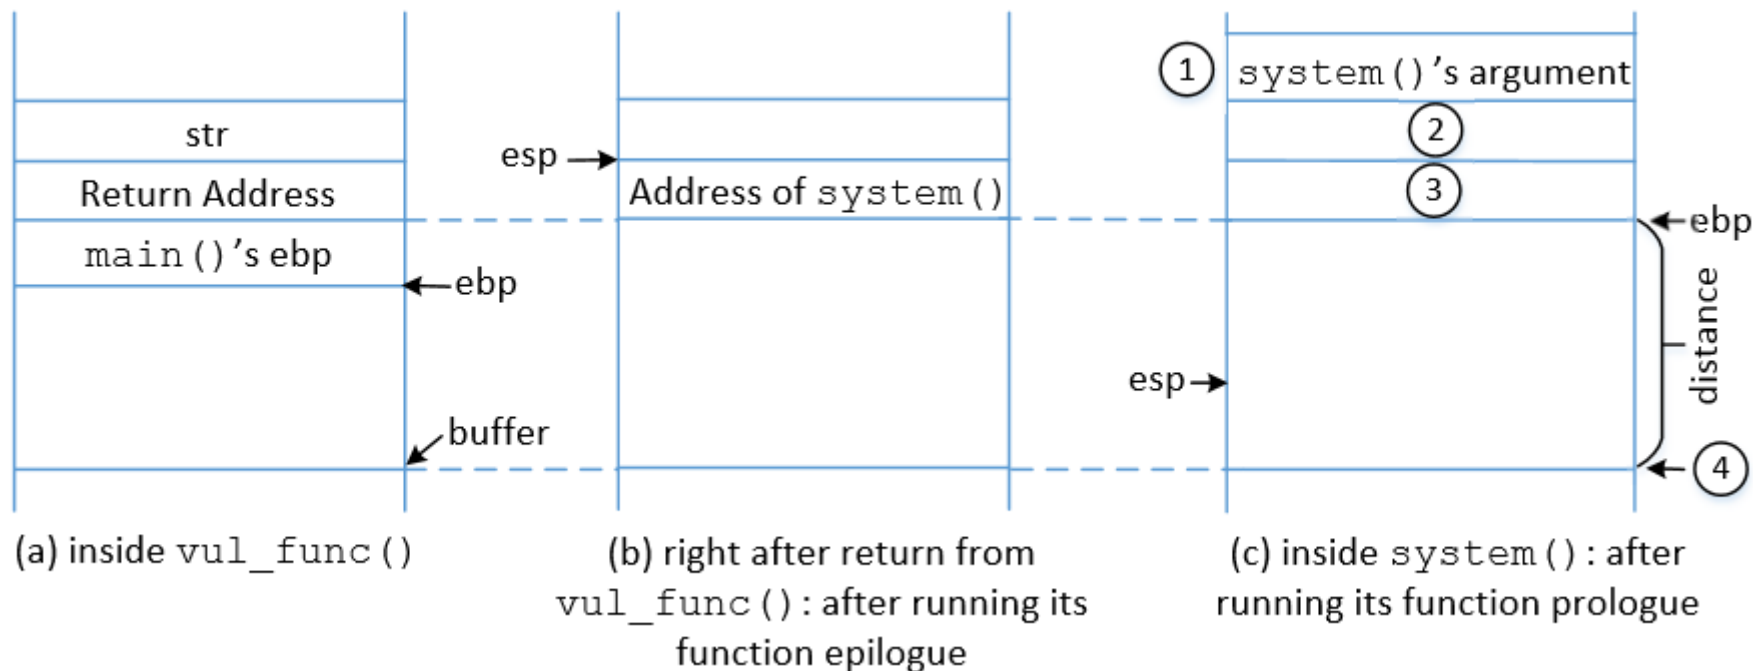 str
Return Address
main()'s ebp
ebp
buffer
(a) inside vul_func()
esp
Address of system()
(b) right after return from
vul_func(): after running its
function epilogue
1
system()'s argument
2
3
ebp
distance
esp
4
(c) inside system(): after
running its function prologue